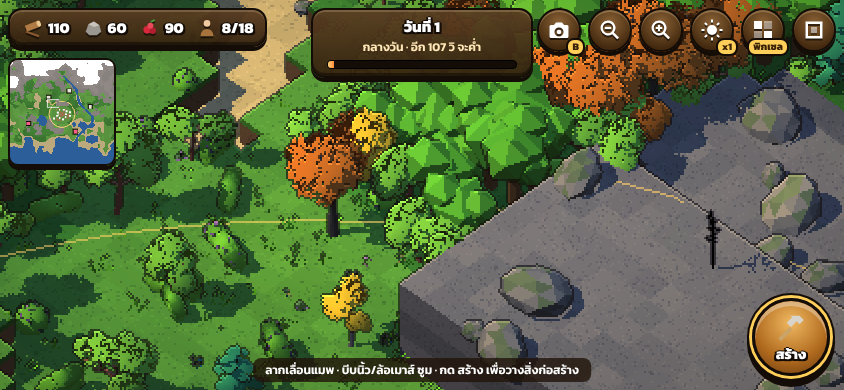 110 60 90 8/18
วันที่ 1
กลางวัน · อีก 107 วิ จะค่ำ
B
x1
พิกเซล
ลากเลื่อนแมพ · บีบนิ้ว/ล้อเมาส์ ซูม · กด สร้าง เพื่อวางสิ่งก่อสร้าง
สร้าง